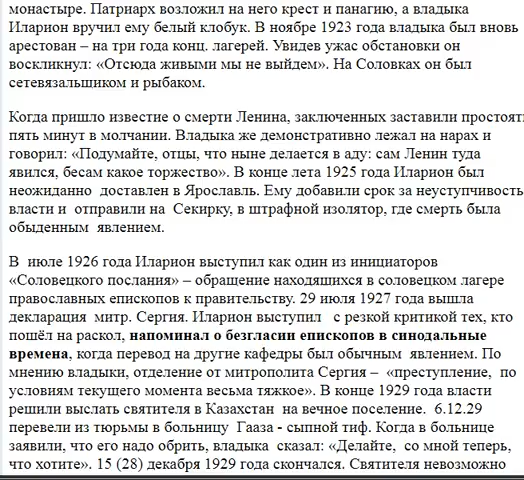 монастыре. Патриарх возложил на него крест и панагию, а владыка
Иларион вручил ему белый клобук. В ноябре 1923 года владыка был вновь
арестован – на три года конц. лагерей. Увидев ужас обстановки он
воскликнул: «Отсюда живыми мы не выйдем». На Соловках он был
сетевязальщиком и рыбаком.
Когда пришло известие о смерти Ленина, заключенных заставили простоять
пять минут в молчании. Владыка же демонстративно лежал на нарах и
говорил: «Подумайте, отцы, что ныне делается в аду: сам Ленин туда
явился, бесам какое торжество». В конце лета 1925 года Иларион был
неожиданно доставлен в Ярославль. Ему добавили срок за неуступчивость
власти и отправили на Секирку, в штрафной изолятор, где смерть была
обыденным явлением.
В июле 1926 года Иларион выступил как один из инициаторов
«Соловецкого послания» – обращение находящихся в соловецком лагере
православных епископов к правительству. 29 июля 1927 года вышла
декларация митр. Сергия. Иларион выступил с резкой критикой тех, кто
пошёл на раскол, напоминал о безгласии епископов в синодальные
времена, когда перевод на другие кафедры был обычным явлением. По
мнению владыки, отделение от митрополита Сергия – «преступление, по
условиям текущего момента весьма тяжкое». В конце 1929 года власти
решили выслать святителя в Казахстан на вечное поселение. 6.12.29
перевели из тюрьмы в больницу Гааза - сыпной тиф. Когда в больнице
заявили, что его надо обрить, владыка сказал: «Делайте, со мной теперь,
что хотите». 15 (28) декабря 1929 года скончался. Святителя невозможно